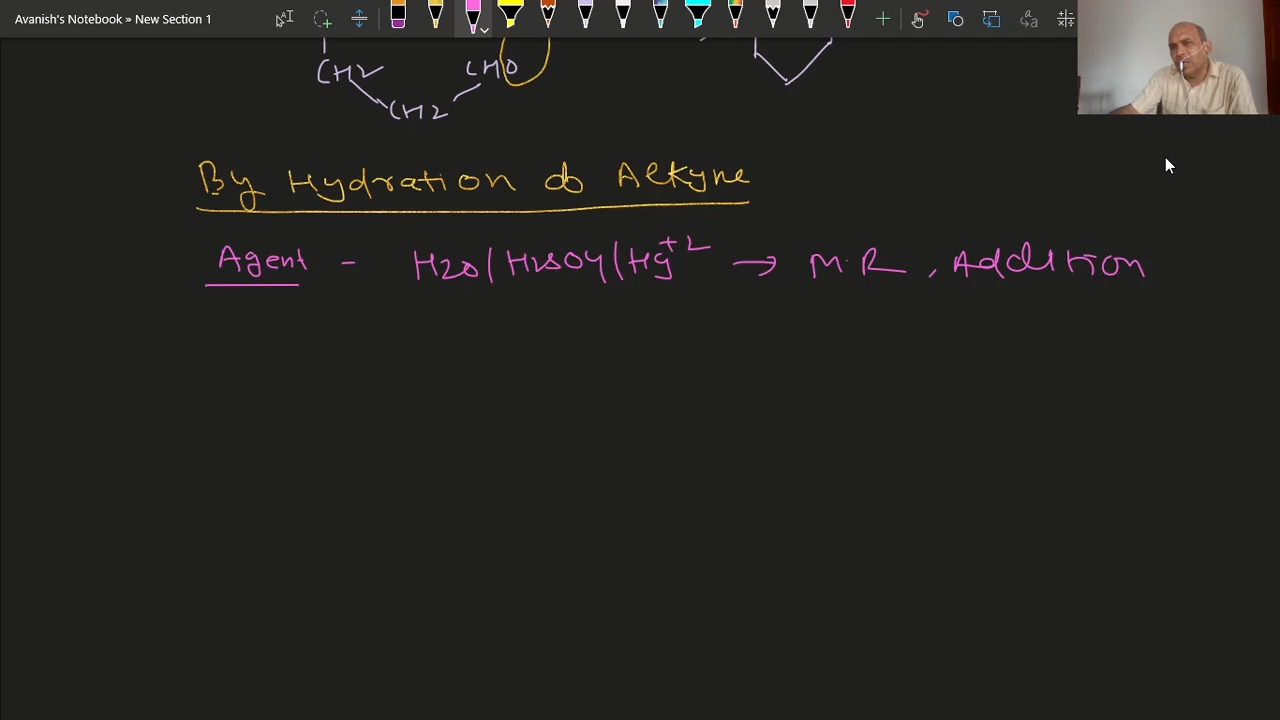 Avanish's Notebook » New Section 1
CH2 CHO
CH2
By Hydration of Alkyne
Agent - H2O/H2SO4/Hg+2 → M.R , Addition